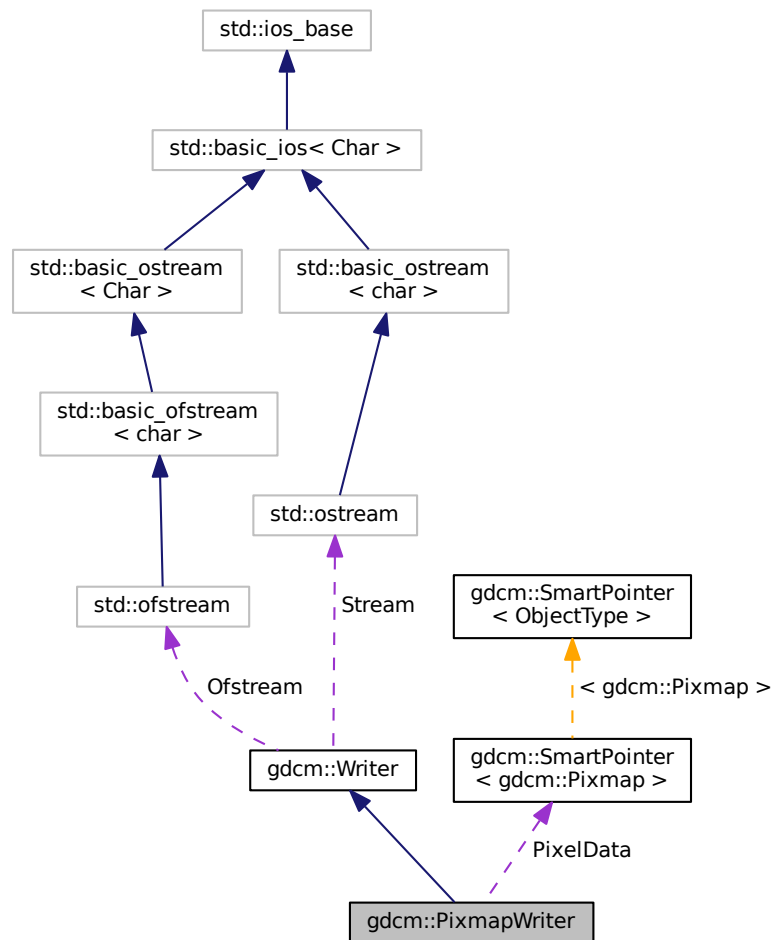 std::ios_base
std::basic_ios< Char >
std::basic_ostream
< Char >
std::basic_ostream
< char >
std::basic_ofstream
< char >
std::ostream
std::ofstream
Stream
gdcm::SmartPointer
< ObjectType >
Ofstream
< gdcm::Pixmap >
gdcm::Writer
gdcm::SmartPointer
< gdcm::Pixmap >
PixelData
gdcm::PixmapWriter